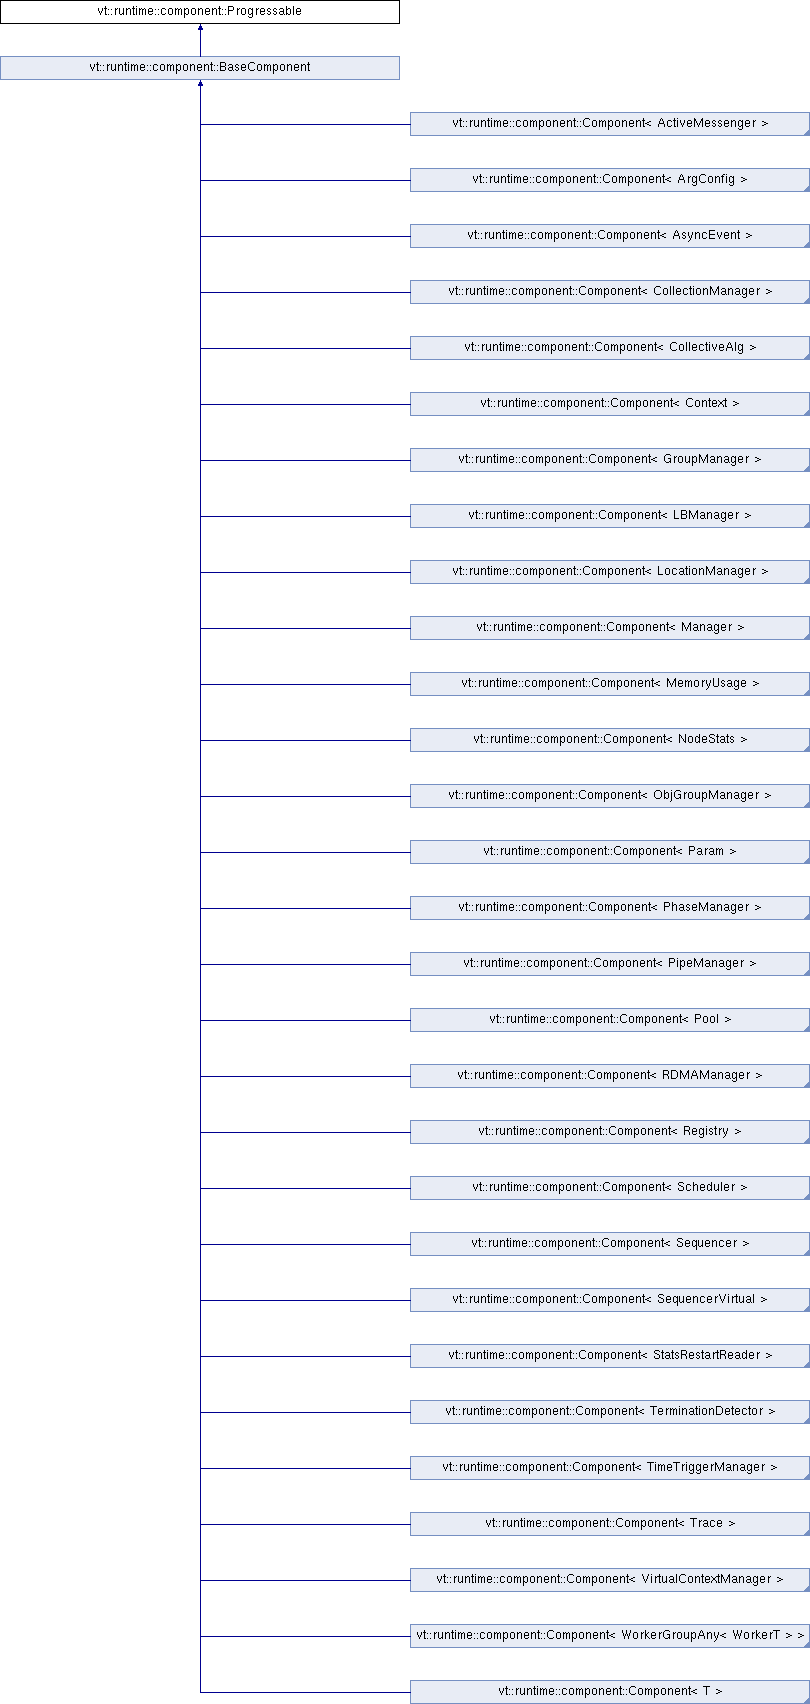 vt::runtime::component::Progressable
vt::runtime::component::BaseComponent
vt::runtime::component::Component< ActiveMessenger >
vt::runtime::component::Component< ArgConfig >
vt::runtime::component::Component< AsyncEvent >
vt::runtime::component::Component< CollectionManager >
vt::runtime::component::Component< CollectiveAlg >
vt::runtime::component::Component< Context >
vt::runtime::component::Component< GroupManager >
vt::runtime::component::Component< LBManager >
vt::runtime::component::Component< LocationManager >
vt::runtime::component::Component< Manager >
vt::runtime::component::Component< MemoryUsage >
vt::runtime::component::Component< NodeStats >
vt::runtime::component::Component< ObjGroupManager >
vt::runtime::component::Component< Param >
vt::runtime::component::Component< PhaseManager >
vt::runtime::component::Component< PipeManager >
vt::runtime::component::Component< Pool >
vt::runtime::component::Component< RDMAManager >
vt::runtime::component::Component< Registry >
vt::runtime::component::Component< Scheduler >
vt::runtime::component::Component< Sequencer >
vt::runtime::component::Component< SequencerVirtual >
vt::runtime::component::Component< StatsRestartReader >
vt::runtime::component::Component< TerminationDetector >
vt::runtime::component::Component< TimeTriggerManager >
vt::runtime::component::Component< Trace >
vt::runtime::component::Component< VirtualContextManager >
vt::runtime::component::Component< WorkerGroupAny< WorkerT > >
vt::runtime::component::Component< T >